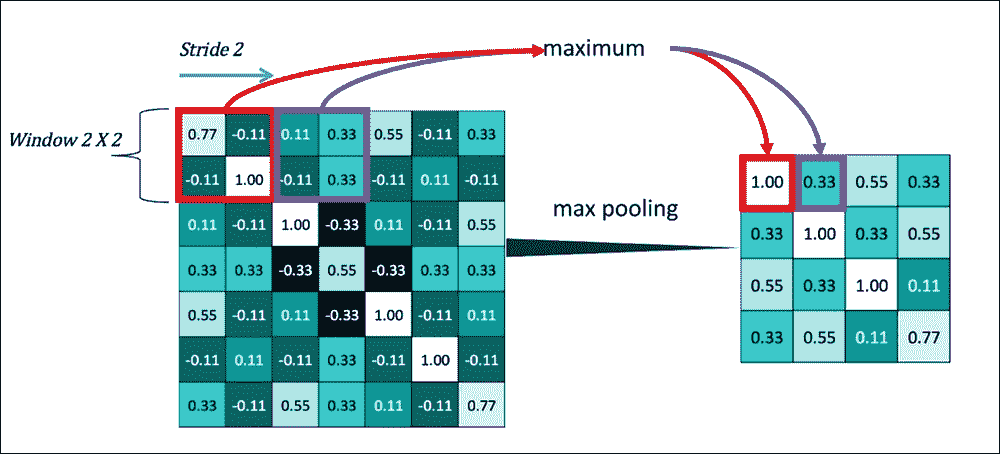 Stride 2
maximum
Window 2 X 2
0.77 -0.11 0.11 0.33 0.55 -0.11 0.33
-0.11 1.00 -0.11 0.33 -0.11 0.11 -0.11
0.11 -0.11 1.00 -0.33 0.11 -0.11 0.55
0.33 0.33 -0.33 0.55 -0.33 0.33 0.33
0.55 -0.11 0.11 -0.33 1.00 -0.11 0.11
-0.11 0.11 -0.11 0.33 -0.11 1.00 -0.11
0.33 -0.11 0.55 0.33 0.11 -0.11 0.77
max pooling
1.00 0.33 0.55 0.33
0.33 1.00 0.33 0.55
0.55 0.33 1.00 0.11
0.33 0.55 0.11 0.77